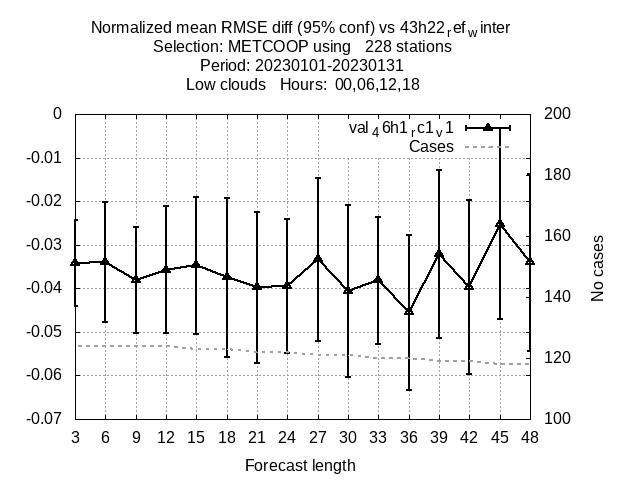 Normalized mean RMSE diff (95% conf) vs 43h22ref_winter
Selection: METCOOP using 228 stations
Period: 20230101-20230131
Low clouds Hours: 00,06,12,18
0 200
val46h1rc1v1
Cases
-0.01
-0.02 180
-0.03 160
-0.04 140
-0.05
-0.06 120
-0.07 100
No cases
3 6 9 12 15 18 21 24 27 30 33 36 39 42 45 48
Forecast length